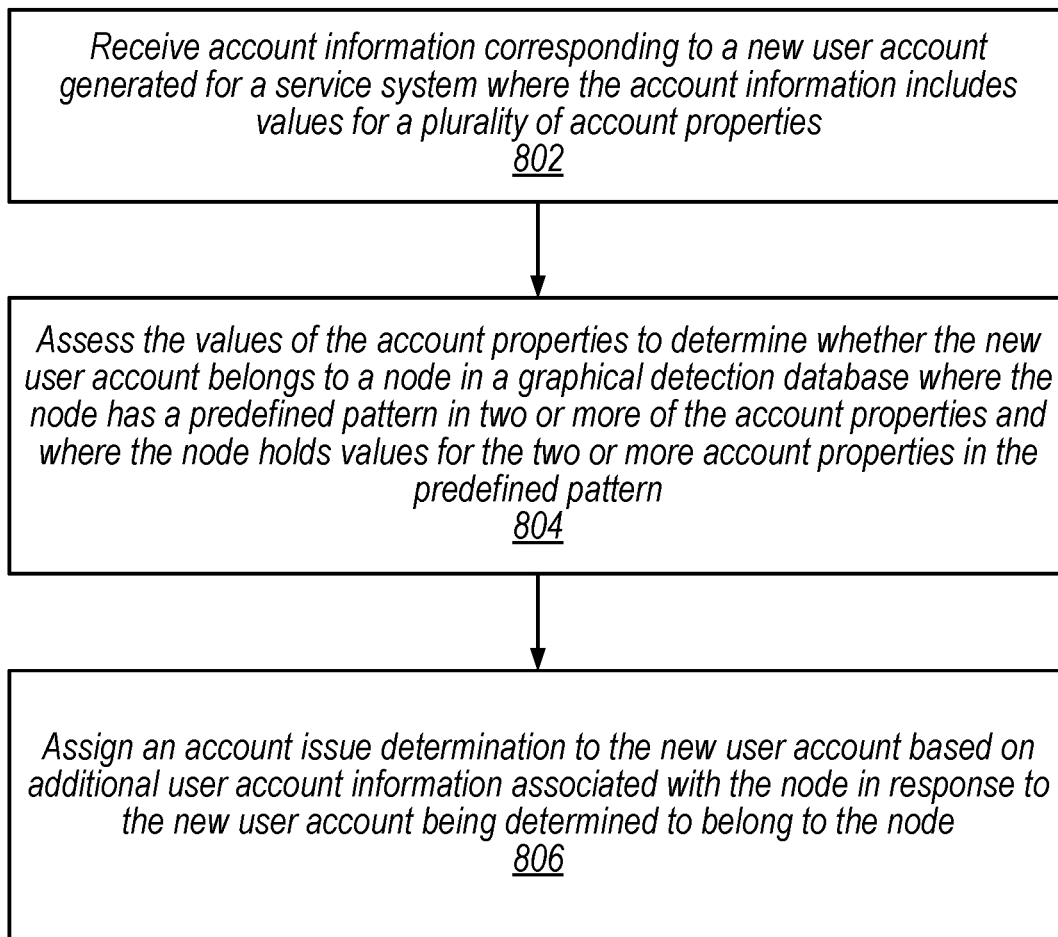 Receive account information corresponding to a new user account
generated for a service system where the account information includes
values for a plurality of account properties
802
Assess the values of the account properties to determine whether the new
user account belongs to a node in a graphical detection database where the
node has a predefined pattern in two or more of the account properties and
where the node holds values for the two or more account properties in the
predefined pattern
804
Assign an account issue determination to the new user account based on
additional user account information associated with the node in response to
the new user account being determined to belong to the node
806